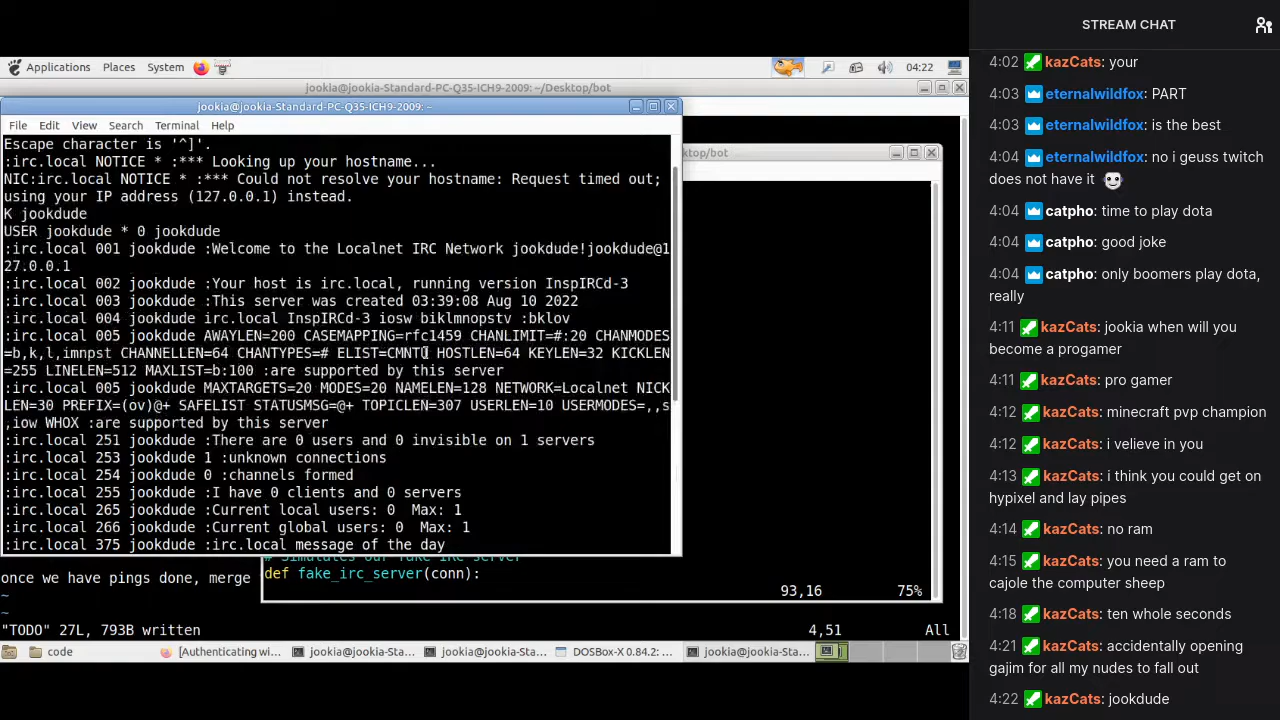 Applications Places System 04:22
jookia@jookia-Standard-PC-Q35-ICH9-2009: ~/Desktop/bot
jookia@jookia-Standard-PC-Q35-ICH9-2009: ~
File Edit View Search Terminal Help
Escape character is '^]'.
:irc.local NOTICE * :*** Looking up your hostname...
NIC:irc.local NOTICE * :*** Could not resolve your hostname: Request timed out;
using your IP address (127.0.0.1) instead.
K jookdude
USER jookdude * 0 jookdude
:irc.local 001 jookdude :Welcome to the Localnet IRC Network jookdude!jookdude@1
27.0.0.1
:irc.local 002 jookdude :Your host is irc.local, running version InspIRCd-3
:irc.local 003 jookdude :This server was created 03:39:08 Aug 10 2022
:irc.local 004 jookdude irc.local InspIRCd-3 iosw biklmnopstv :bklov
:irc.local 005 jookdude AWAYLEN=200 CASEMAPPING=rfc1459 CHANLIMIT=#:20 CHANMODES
=b,k,l,imnpst CHANNELLEN=64 CHANTYPES=# ELIST=CMNTU HOSTLEN=64 KEYLEN=32 KICKLEN
=255 LINELEN=512 MAXLIST=b:100 :are supported by this server
:irc.local 005 jookdude MAXTARGETS=20 MODES=20 NAMELEN=128 NETWORK=Localnet NICK
LEN=30 PREFIX=(ov)@+ SAFELIST STATUSMSG=@+ TOPICLEN=307 USERLEN=10 USERMODES=,,s
,iow WHOX :are supported by this server
:irc.local 251 jookdude :There are 0 users and 0 invisible on 1 servers
:irc.local 253 jookdude 1 :unknown connections
:irc.local 254 jookdude 0 :channels formed
:irc.local 255 jookdude :I have 0 clients and 0 servers
:irc.local 265 jookdude :Current local users: 0  Max: 1
:irc.local 266 jookdude :Current global users: 0  Max: 1
:irc.local 375 jookdude :irc.local message of the day
ktop/bot
# Simulates our fake IRC server
def fake_irc_server(conn):
93,16 75%
once we have pings done, merge
~
~
"TODO" 27L, 793B written 4,51 All
code [Authenticating wi... jookia@jookia-Sta... jookia@jookia-Sta... DOSBox-X 0.84.2: ... jookia@jookia-Sta...
STREAM CHAT
4:02 kazCats: your
4:03 eternalwildfox: PART
4:03 eternalwildfox: is the best
4:04 eternalwildfox: no i geuss twitch
does not have it
4:04 catpho: time to play dota
4:04 catpho: good joke
4:04 catpho: only boomers play dota,
really
4:11 kazCats: jookia when will you
become a progamer
4:11 kazCats: pro gamer
4:12 kazCats: minecraft pvp champion
4:12 kazCats: i velieve in you
4:13 kazCats: i think you could get on
hypixel and lay pipes
4:14 kazCats: no ram
4:15 kazCats: you need a ram to
cajole the computer sheep
4:18 kazCats: ten whole seconds
4:21 kazCats: accidentally opening
gajim for all my nudes to fall out
4:22 kazCats: jookdude